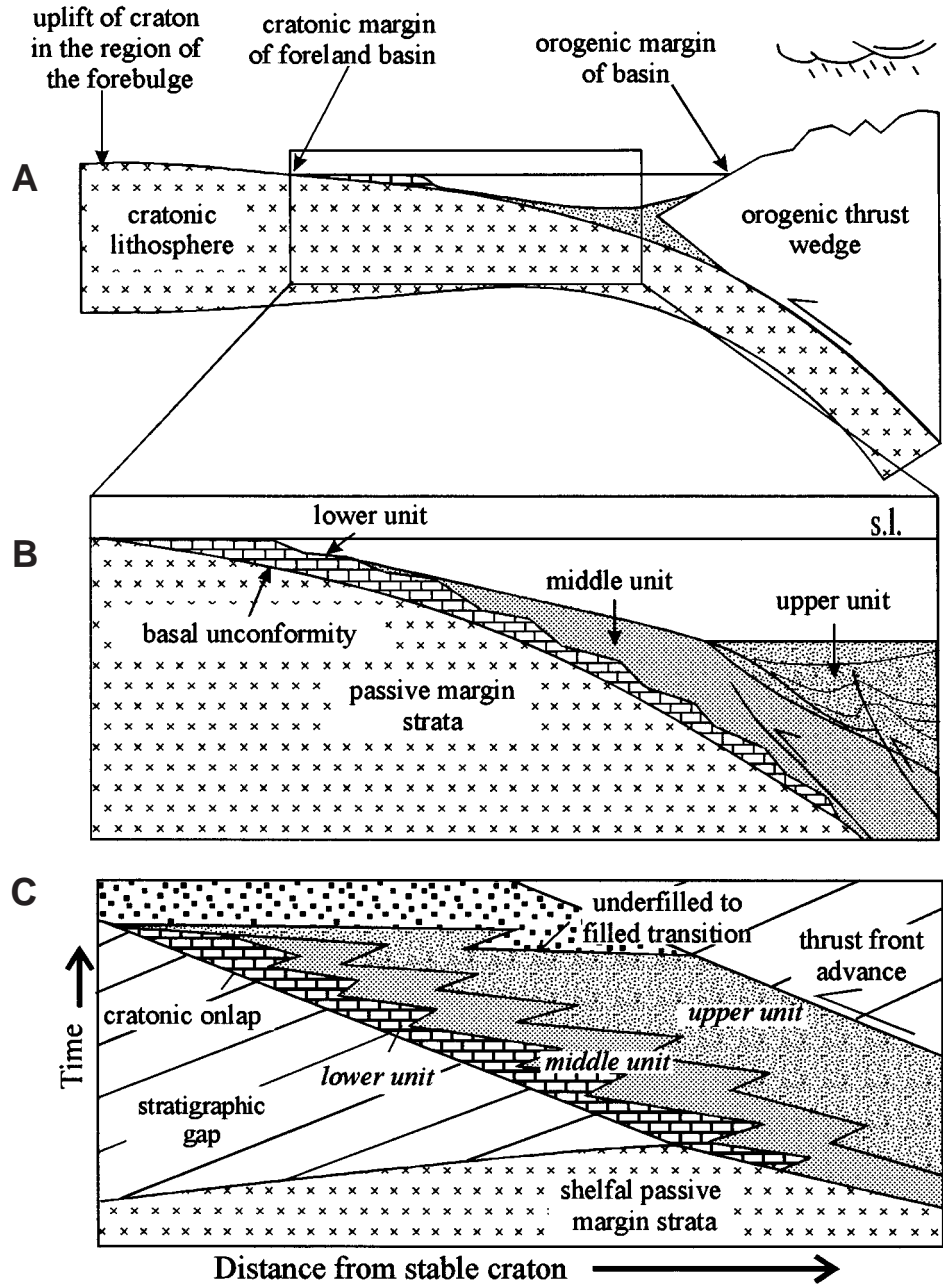 uplift of craton
in the region of
the forebulge
cratonic margin
of foreland basin
orogenic margin
of basin
A
cratonic
lithosphere
orogenic thrust
wedge
B
lower unit
s.l.
middle unit
upper unit
basal unconformity
passive margin
strata
C
underfilled to
filled transition
thrust front
advance
cratonic onlap
upper unit
Time
lower unit
middle unit
stratigraphic
gap
shelfal passive
margin strata
Distance from stable craton